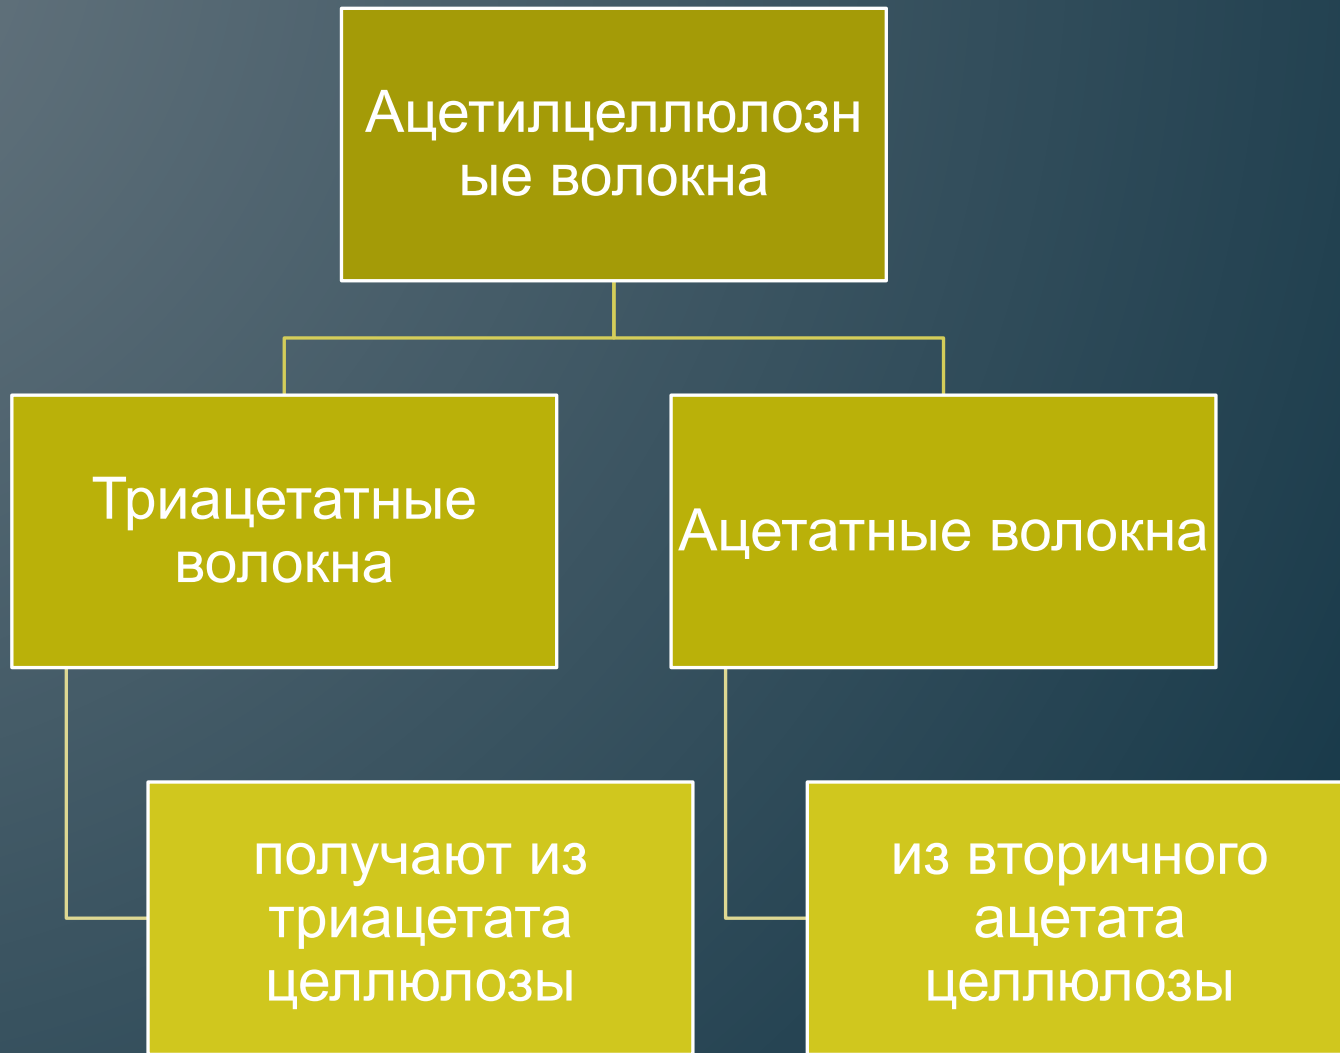 Ацетилцеллюлозн
ые волокна
Триацетатные
волокна
Ацетатные волокна
получают из
триацетата
целлюлозы
из вторичного
ацетата
целлюлозы